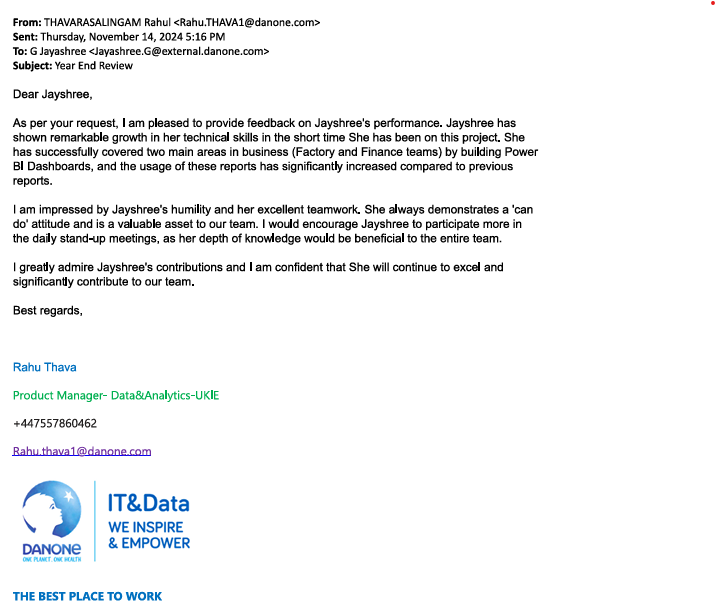 From: THAVARASALINGAM Rahul <Rahu.THAVA1@danone.com>
Sent: Thursday, November 14, 2024 5:16 PM
To: G Jayashree <Jayashree.G@external.danone.com>
Subject: Year End Review
Dear Jayshree,
As per your request, I am pleased to provide feedback on Jayshree's performance. Jayshree has
shown remarkable growth in her technical skills in the short time She has been on this project. She
has successfully covered two main areas in business (Factory and Finance teams) by building Power
BI Dashboards, and the usage of these reports has significantly increased compared to previous
reports.
I am impressed by Jayshree's humility and her excellent teamwork. She always demonstrates a 'can
do' attitude and is a valuable asset to our team. I would encourage Jayshree to participate more in
the daily stand-up meetings, as her depth of knowledge would be beneficial to the entire team.
I greatly admire Jayshree's contributions and I am confident that She will continue to excel and
significantly contribute to our team.
Best regards,
Rahu Thava
Product Manager- Data&Analytics-UKIE
+447557860462
Rahu.thava1@danone.com
IT&Data
WE INSPIRE
& EMPOWER
DANONE
ONE PLANET. ONE HEALTH
THE BEST PLACE TO WORK